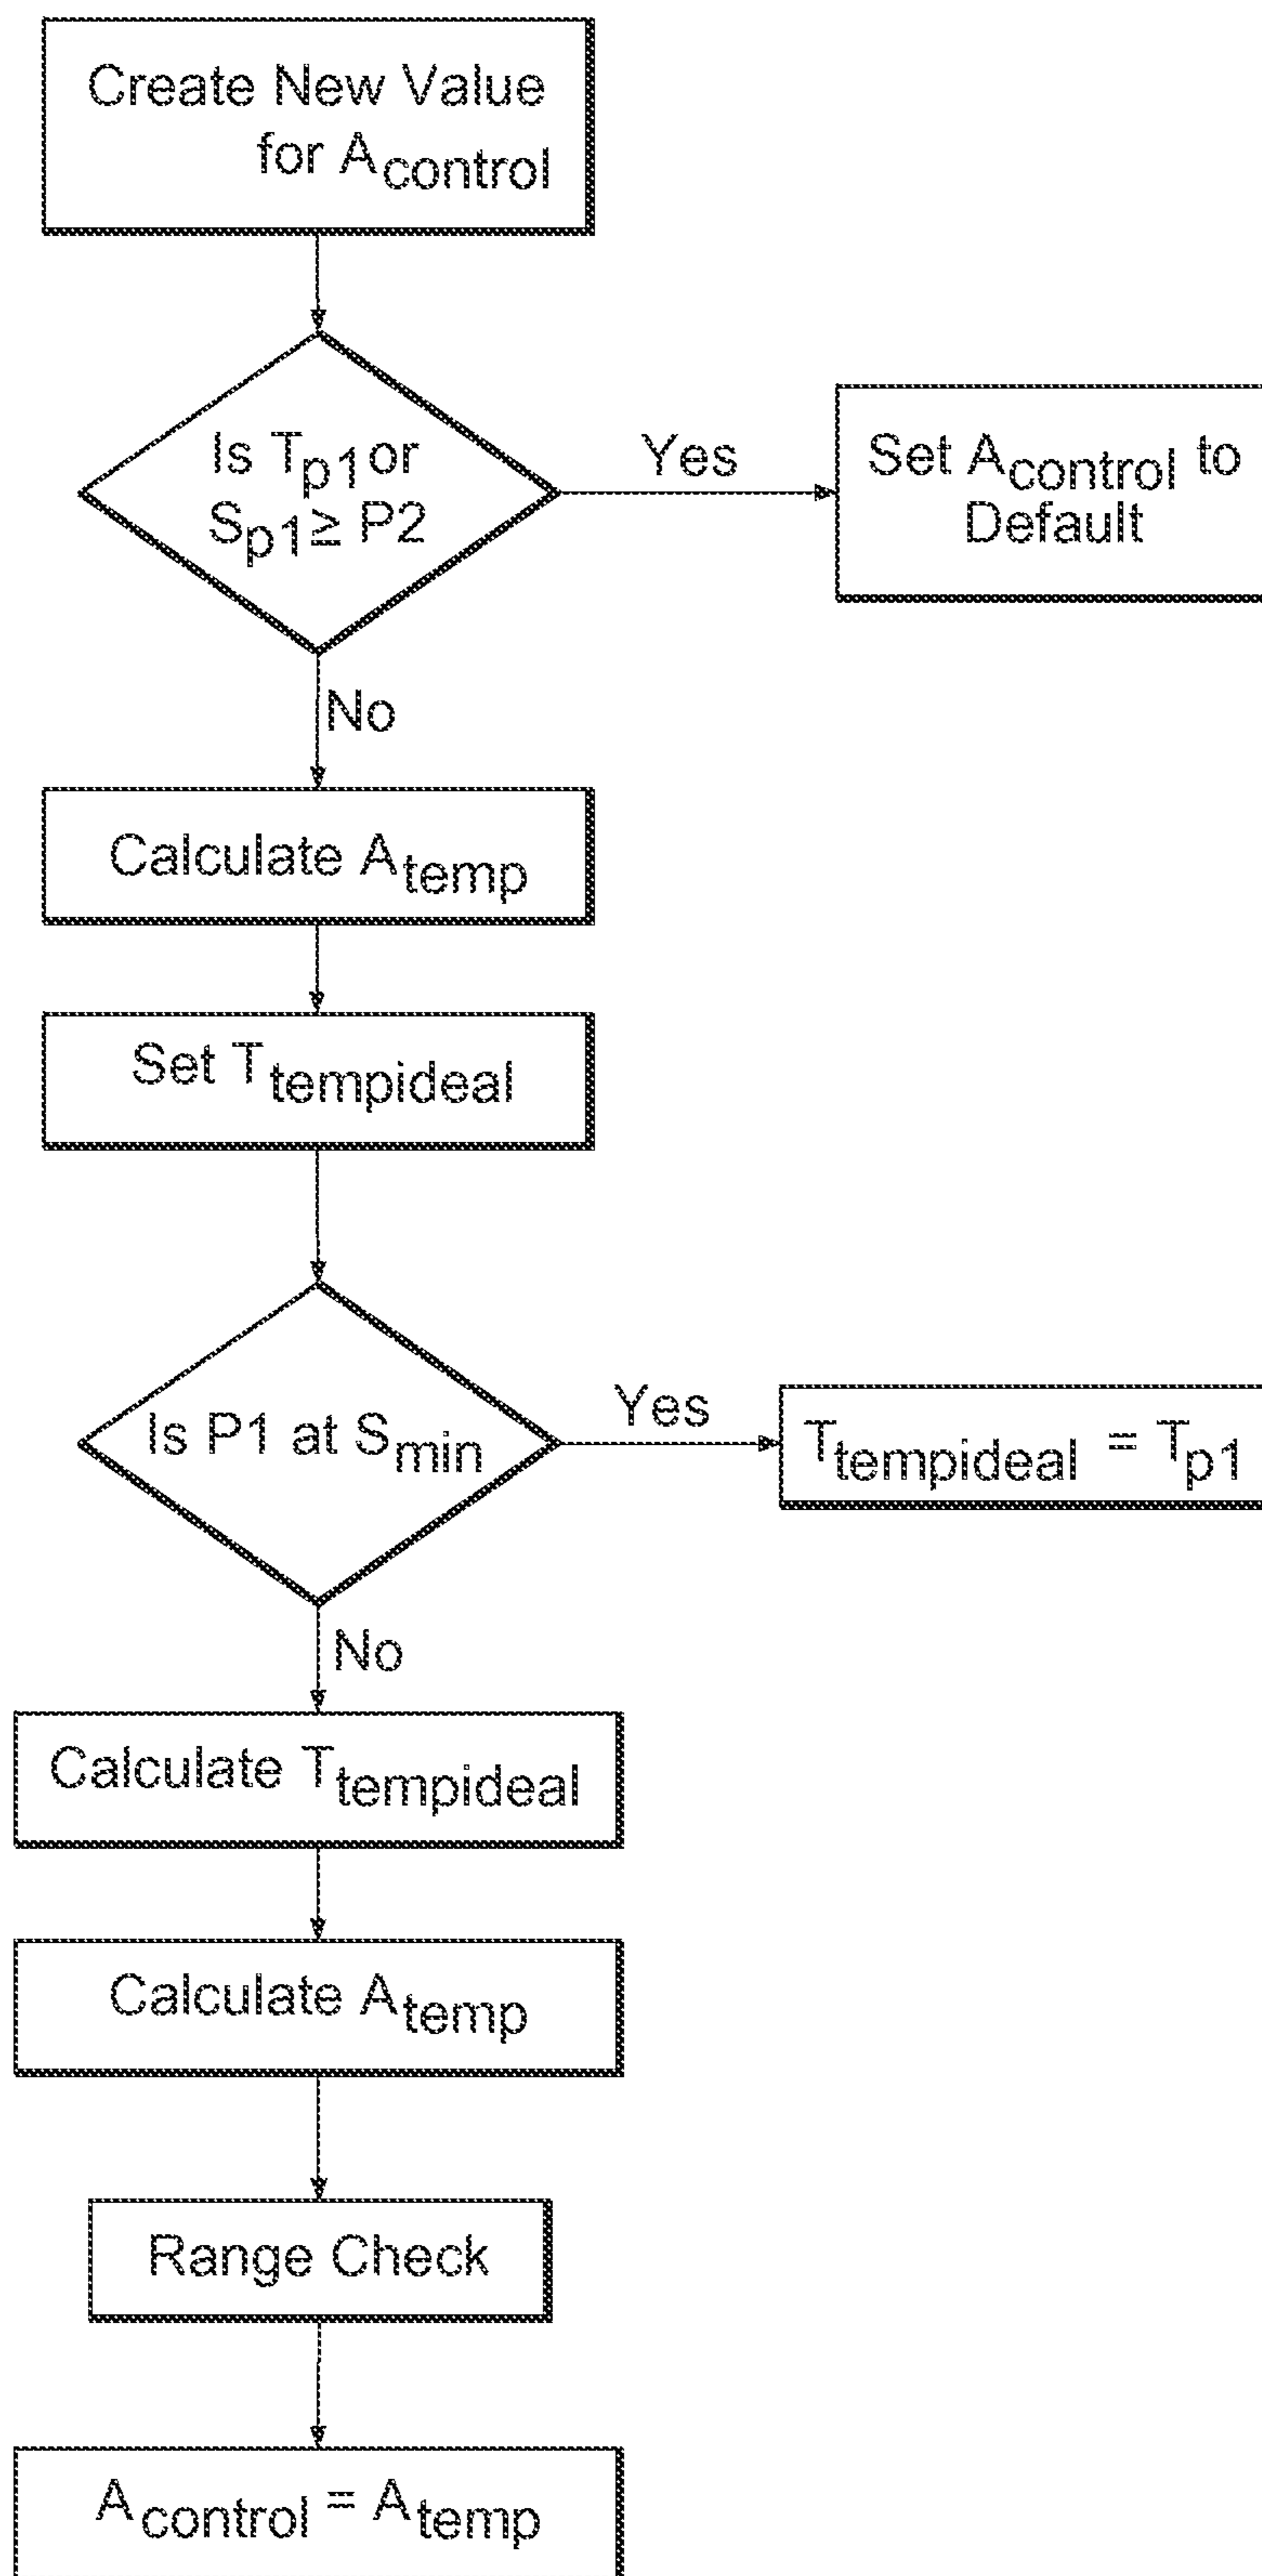 Create New Value
for Acontrol
Is Tp1 or
Sp1 ≥ P2
Yes
Set Acontrol to
Default
No
Calculate Atemp
Set Ttempideal
Is P1 at Smin
Yes
Ttempideal = Tp1
No
Calculate Ttempideal
Calculate Atemp
Range Check
Acontrol = Atemp